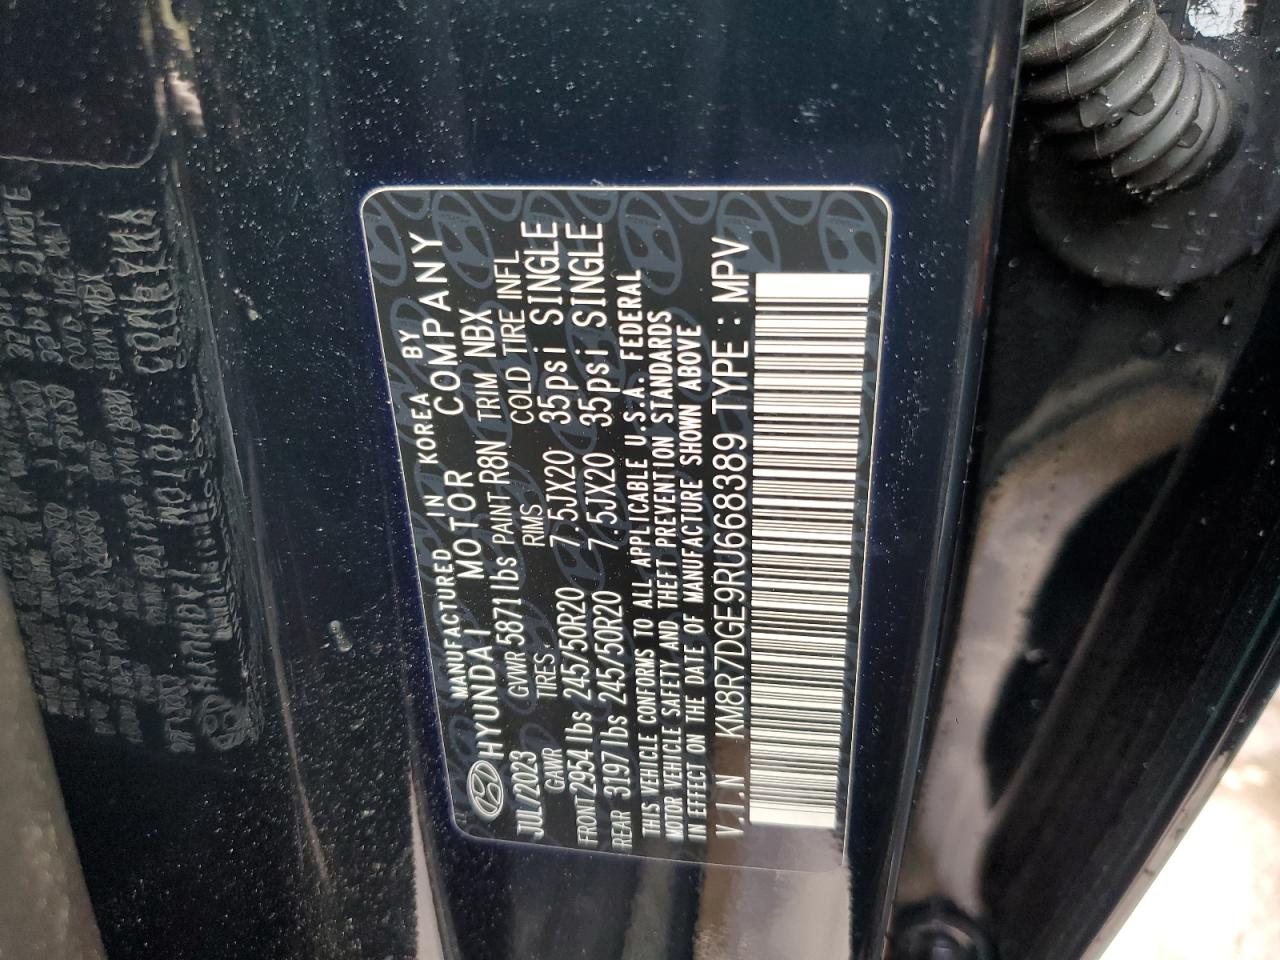 MANUFACTURED IN KOREA BY
HYUNDAI MOTOR COMPANY
JUL/2023 GVWR 5871 lbs PAINT R8N TRIM NBX
GAWR TIRES RIMS COLD TIRE INFL
FRONT 2954 lbs 245/50R20 7.5JX20 35psi SINGLE
REAR 3197 lbs 245/50R20 7.5JX20 35psi SINGLE
THIS VEHICLE CONFORMS TO ALL APPLICABLE U.S.A. FEDERAL
MOTOR VEHICLE SAFETY AND THEFT PREVENTION STANDARDS
IN EFFECT ON THE DATE OF MANUFACTURE SHOWN ABOVE
V.I.N KM8R7DGE9RU668389 TYPE : MPV